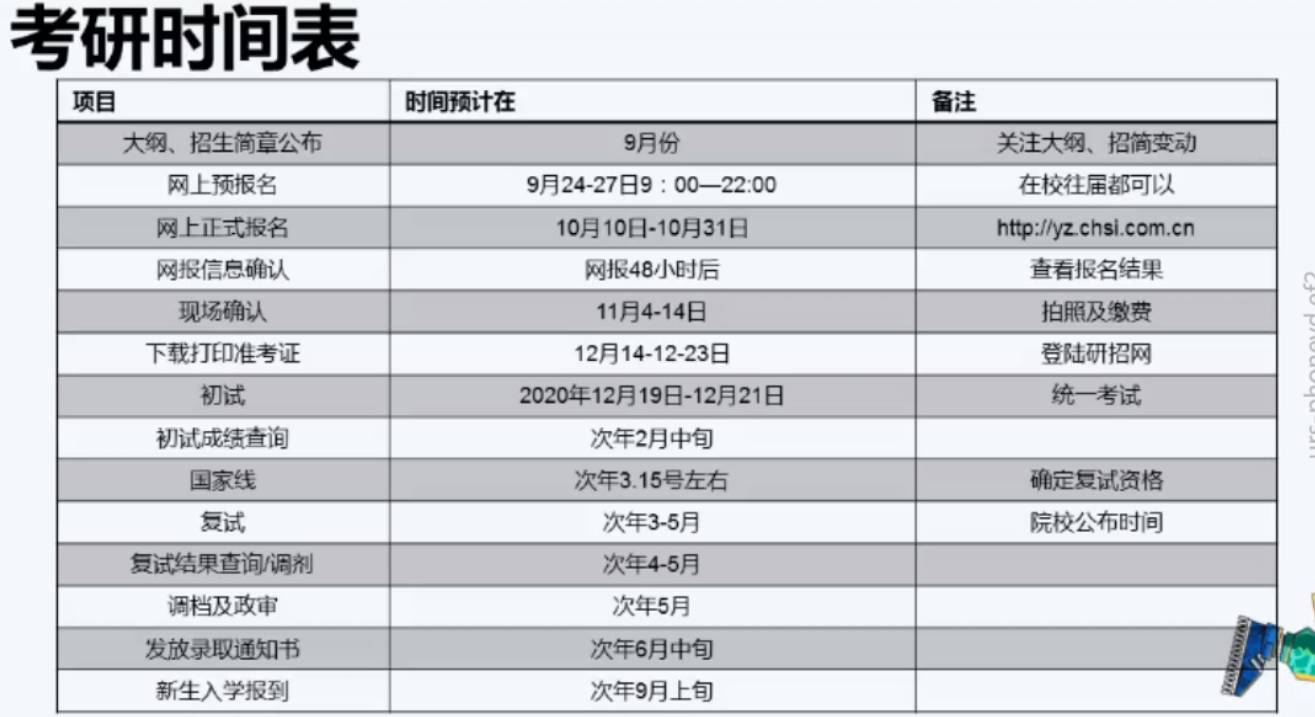 考研时间表
项目 时间预计在 备注
大纲、招生简章公布 9月份 关注大纲、招简变动
网上预报名 9月24-27日9：00—22:00 在校往届都可以
网上正式报名 10月10日-10月31日 http://yz.chsi.com.cn
网报信息确认 网报48小时后 查看报名结果
现场确认 11月4-14日 拍照及缴费
下载打印准考证 12月14-12-23日 登陆研招网
初试 2020年12月19日-12月21日 统一考试
初试成绩查询 次年2月中旬
国家线 次年3.15号左右 确定复试资格
复试 次年3-5月 院校公布时间
复试结果查询/调剂 次年4-5月
调档及政审 次年5月
发放录取通知书 次年6月中旬
新生入学报到 次年9月上旬